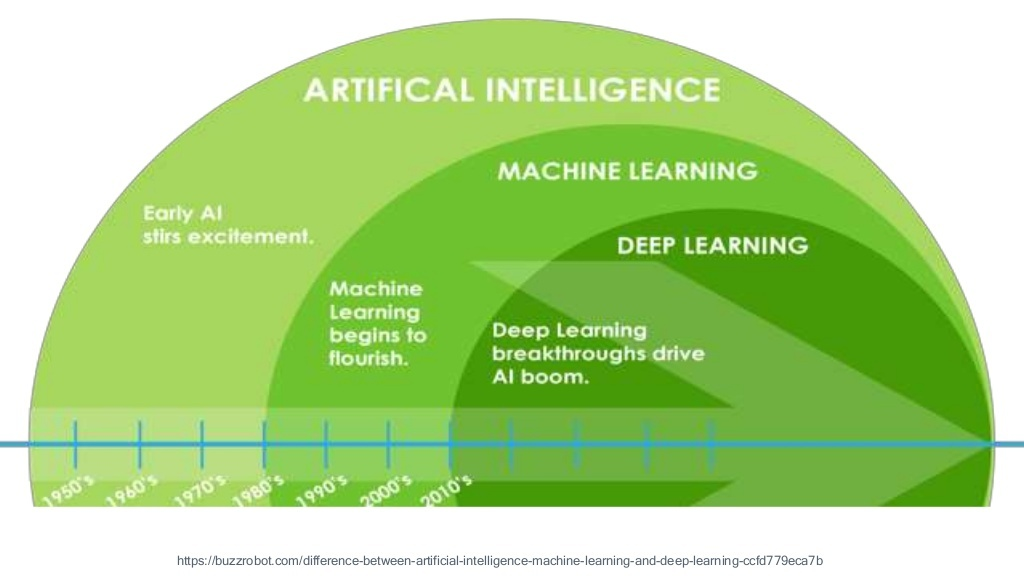 ARTIFICAL INTELLIGENCE
MACHINE LEARNING
DEEP LEARNING
Early AI
stirs excitement.
Machine
Learning
begins to
flourish.
Deep Learning
breakthroughs drive
AI boom.
1950's 1960's 1970's 1980's 1990's 2000's 2010's
https://buzzrobot.com/difference-between-artificial-intelligence-machine-learning-and-deep-learning-ccfd779eca7b